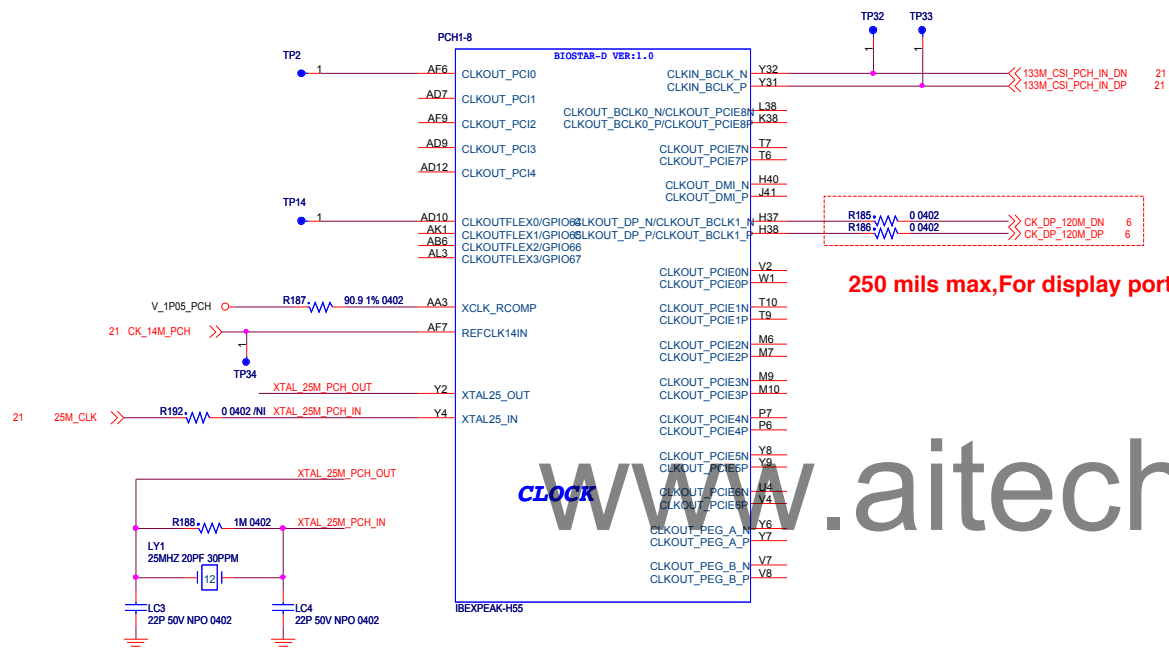 TP32 TP33
PCH1-8
TP2
BIOSTAR-D VER:1.0
1 AF6 CLKOUT_PCI0
AD7 CLKOUT_PCI1
AF9 CLKOUT_PCI2
AD9 CLKOUT_PCI3
AD12 CLKOUT_PCI4
TP14
1 AD10 CLKOUTFLEX0/GPIO64
AK1 CLKOUTFLEX1/GPIO65
AB6 CLKOUTFLEX2/GPIO66
AL3 CLKOUTFLEX3/GPIO67
V_1P05_PCH R187 90.9 1% 0402 AA3 XCLK_RCOMP
21 CK_14M_PCH AF7 REFCLK14IN
1
TP34
XTAL_25M_PCH_OUT Y2 XTAL25_OUT
21 25M_CLK R192 0 0402 /NI XTAL_25M_PCH_IN Y4 XTAL25_IN
1 1
CLKIN_BCLK_N Y32 133M_CSI_PCH_IN_DN 21
CLKIN_BCLK_P Y31 133M_CSI_PCH_IN_DP 21
CLKOUT_BCLK0_N/CLKOUT_PCIE8N L38
CLKOUT_BCLK0_P/CLKOUT_PCIE8P K38
CLKOUT_PCIE7N T7
CLKOUT_PCIE7P T6
CLKOUT_DMI_N H40
CLKOUT_DMI_P J41
CLKOUT_DP_N/CLKOUT_BCLK1_N H37 R185 0 0402 CK_DP_120M_DN 6
CLKOUT_DP_P/CLKOUT_BCLK1_P H38 R186 0 0402 CK_DP_120M_DP 6
250 mils max,For display port
CLKOUT_PCIE0N V2
CLKOUT_PCIE0P W1
CLKOUT_PCIE1N T10
CLKOUT_PCIE1P T9
CLKOUT_PCIE2N M6
CLKOUT_PCIE2P M7
CLKOUT_PCIE3N M9
CLKOUT_PCIE3P M10
CLKOUT_PCIE4N P7
CLKOUT_PCIE4P P6
CLKOUT_PCIE5N Y8
CLKOUT_PCIE5P Y9
CLKOUT_PCIE6N U4
CLKOUT_PCIE6P V4
CLKOUT_PEG_A_N Y6
CLKOUT_PEG_A_P Y7
CLKOUT_PEG_B_N V7
CLKOUT_PEG_B_P V8
CLOCK
www.aitech
IBEXPEAK-H55
XTAL_25M_PCH_OUT
R188 1M 0402 XTAL_25M_PCH_IN
LY1
25MHZ 20PF 30PPM
12
LC3
22P 50V NPO 0402
LC4
22P 50V NPO 0402